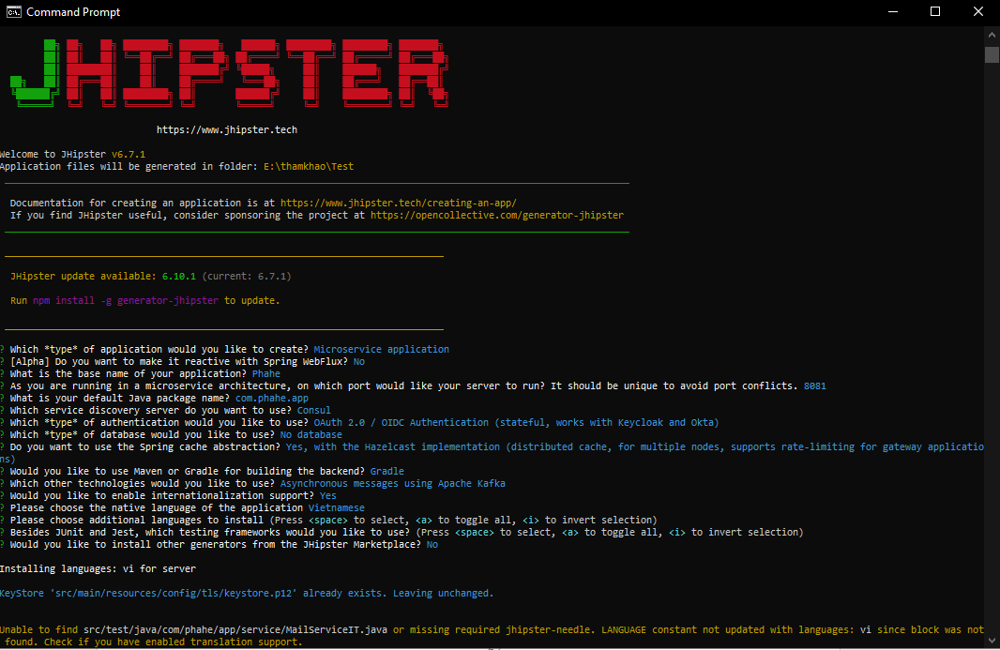 Command Prompt
JHIPSTER
https://www.jhipster.tech
Welcome to JHipster v6.7.1
Application files will be generated in folder: E:\thamkhao\Test
Documentation for creating an application is at https://www.jhipster.tech/creating-an-app/
If you find JHipster useful, consider sponsoring the project at https://opencollective.com/generator-jhipster
JHipster update available: 6.10.1 (current: 6.7.1)
Run npm install -g generator-jhipster to update.
? Which *type* of application would you like to create? Microservice application
? [Alpha] Do you want to make it reactive with Spring WebFlux? No
? What is the base name of your application? Phahe
? As you are running in a microservice architecture, on which port would like your server to run? It should be unique to avoid port conflicts. 8081
? What is your default Java package name? com.phahe.app
? Which service discovery server do you want to use? Consul
? Which *type* of authentication would you like to use? OAuth 2.0 / OIDC Authentication (stateful, works with Keycloak and Okta)
? Which *type* of database would you like to use? No database
? Do you want to use the Spring cache abstraction? Yes, with the Hazelcast implementation (distributed cache, for multiple nodes, supports rate-limiting for gateway applicatio
ns)
? Would you like to use Maven or Gradle for building the backend? Gradle
? Which other technologies would you like to use? Asynchronous messages using Apache Kafka
? Would you like to enable internationalization support? Yes
? Please choose the native language of the application Vietnamese
? Please choose additional languages to install (Press <space> to select, <a> to toggle all, <i> to invert selection)
? Besides JUnit and Jest, which testing frameworks would you like to use? (Press <space> to select, <a> to toggle all, <i> to invert selection)
? Would you like to install other generators from the JHipster Marketplace? No
Installing languages: vi for server
KeyStore 'src/main/resources/config/tls/keystore.p12' already exists. Leaving unchanged.
Unable to find src/test/java/com/phahe/app/service/MailServiceIT.java or missing required jhipster-needle. LANGUAGE constant not updated with languages: vi since block was not
found. Check if you have enabled translation support.